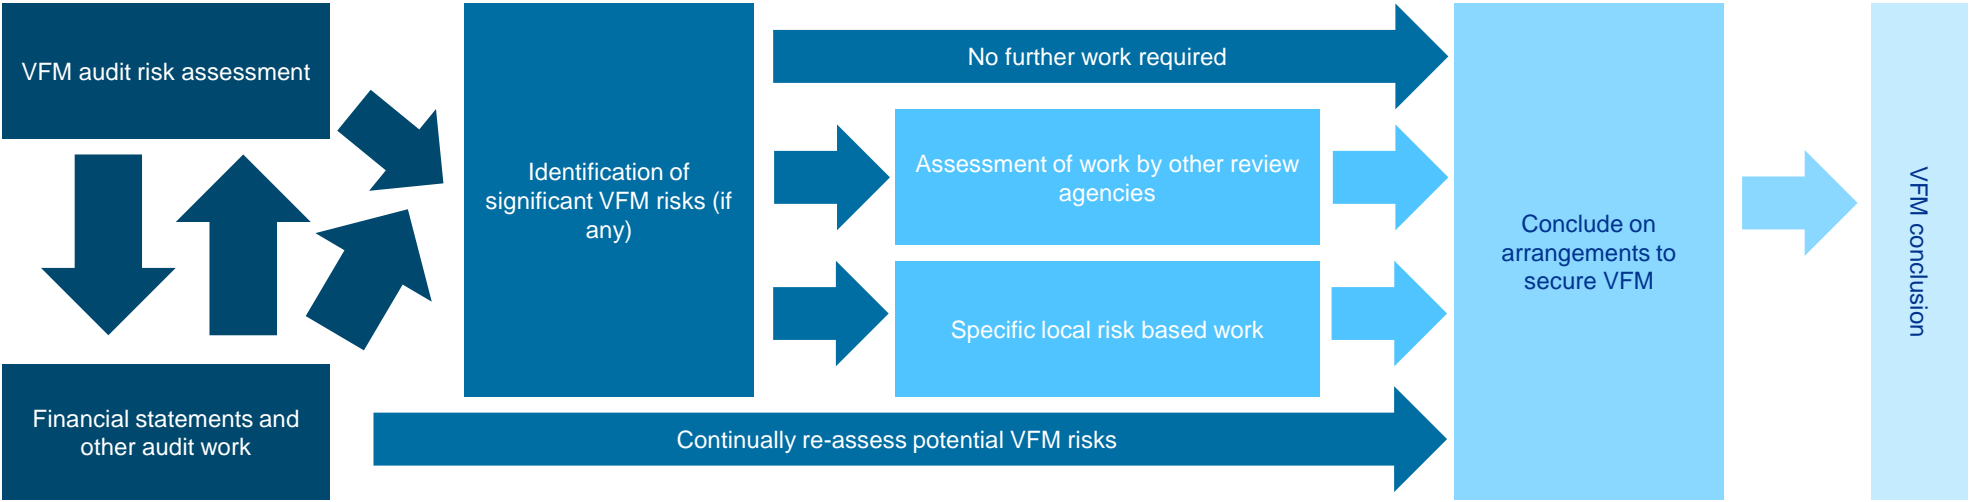 VFM audit risk assessment
Financial statements and
other audit work
Identification of
significant VFM risks (if
any)
No further work required
Assessment of work by other review
agencies
Specific local risk based work
Continually re-assess potential VFM risks
Conclude on
arrangements to
secure VFM
VFM conclusion